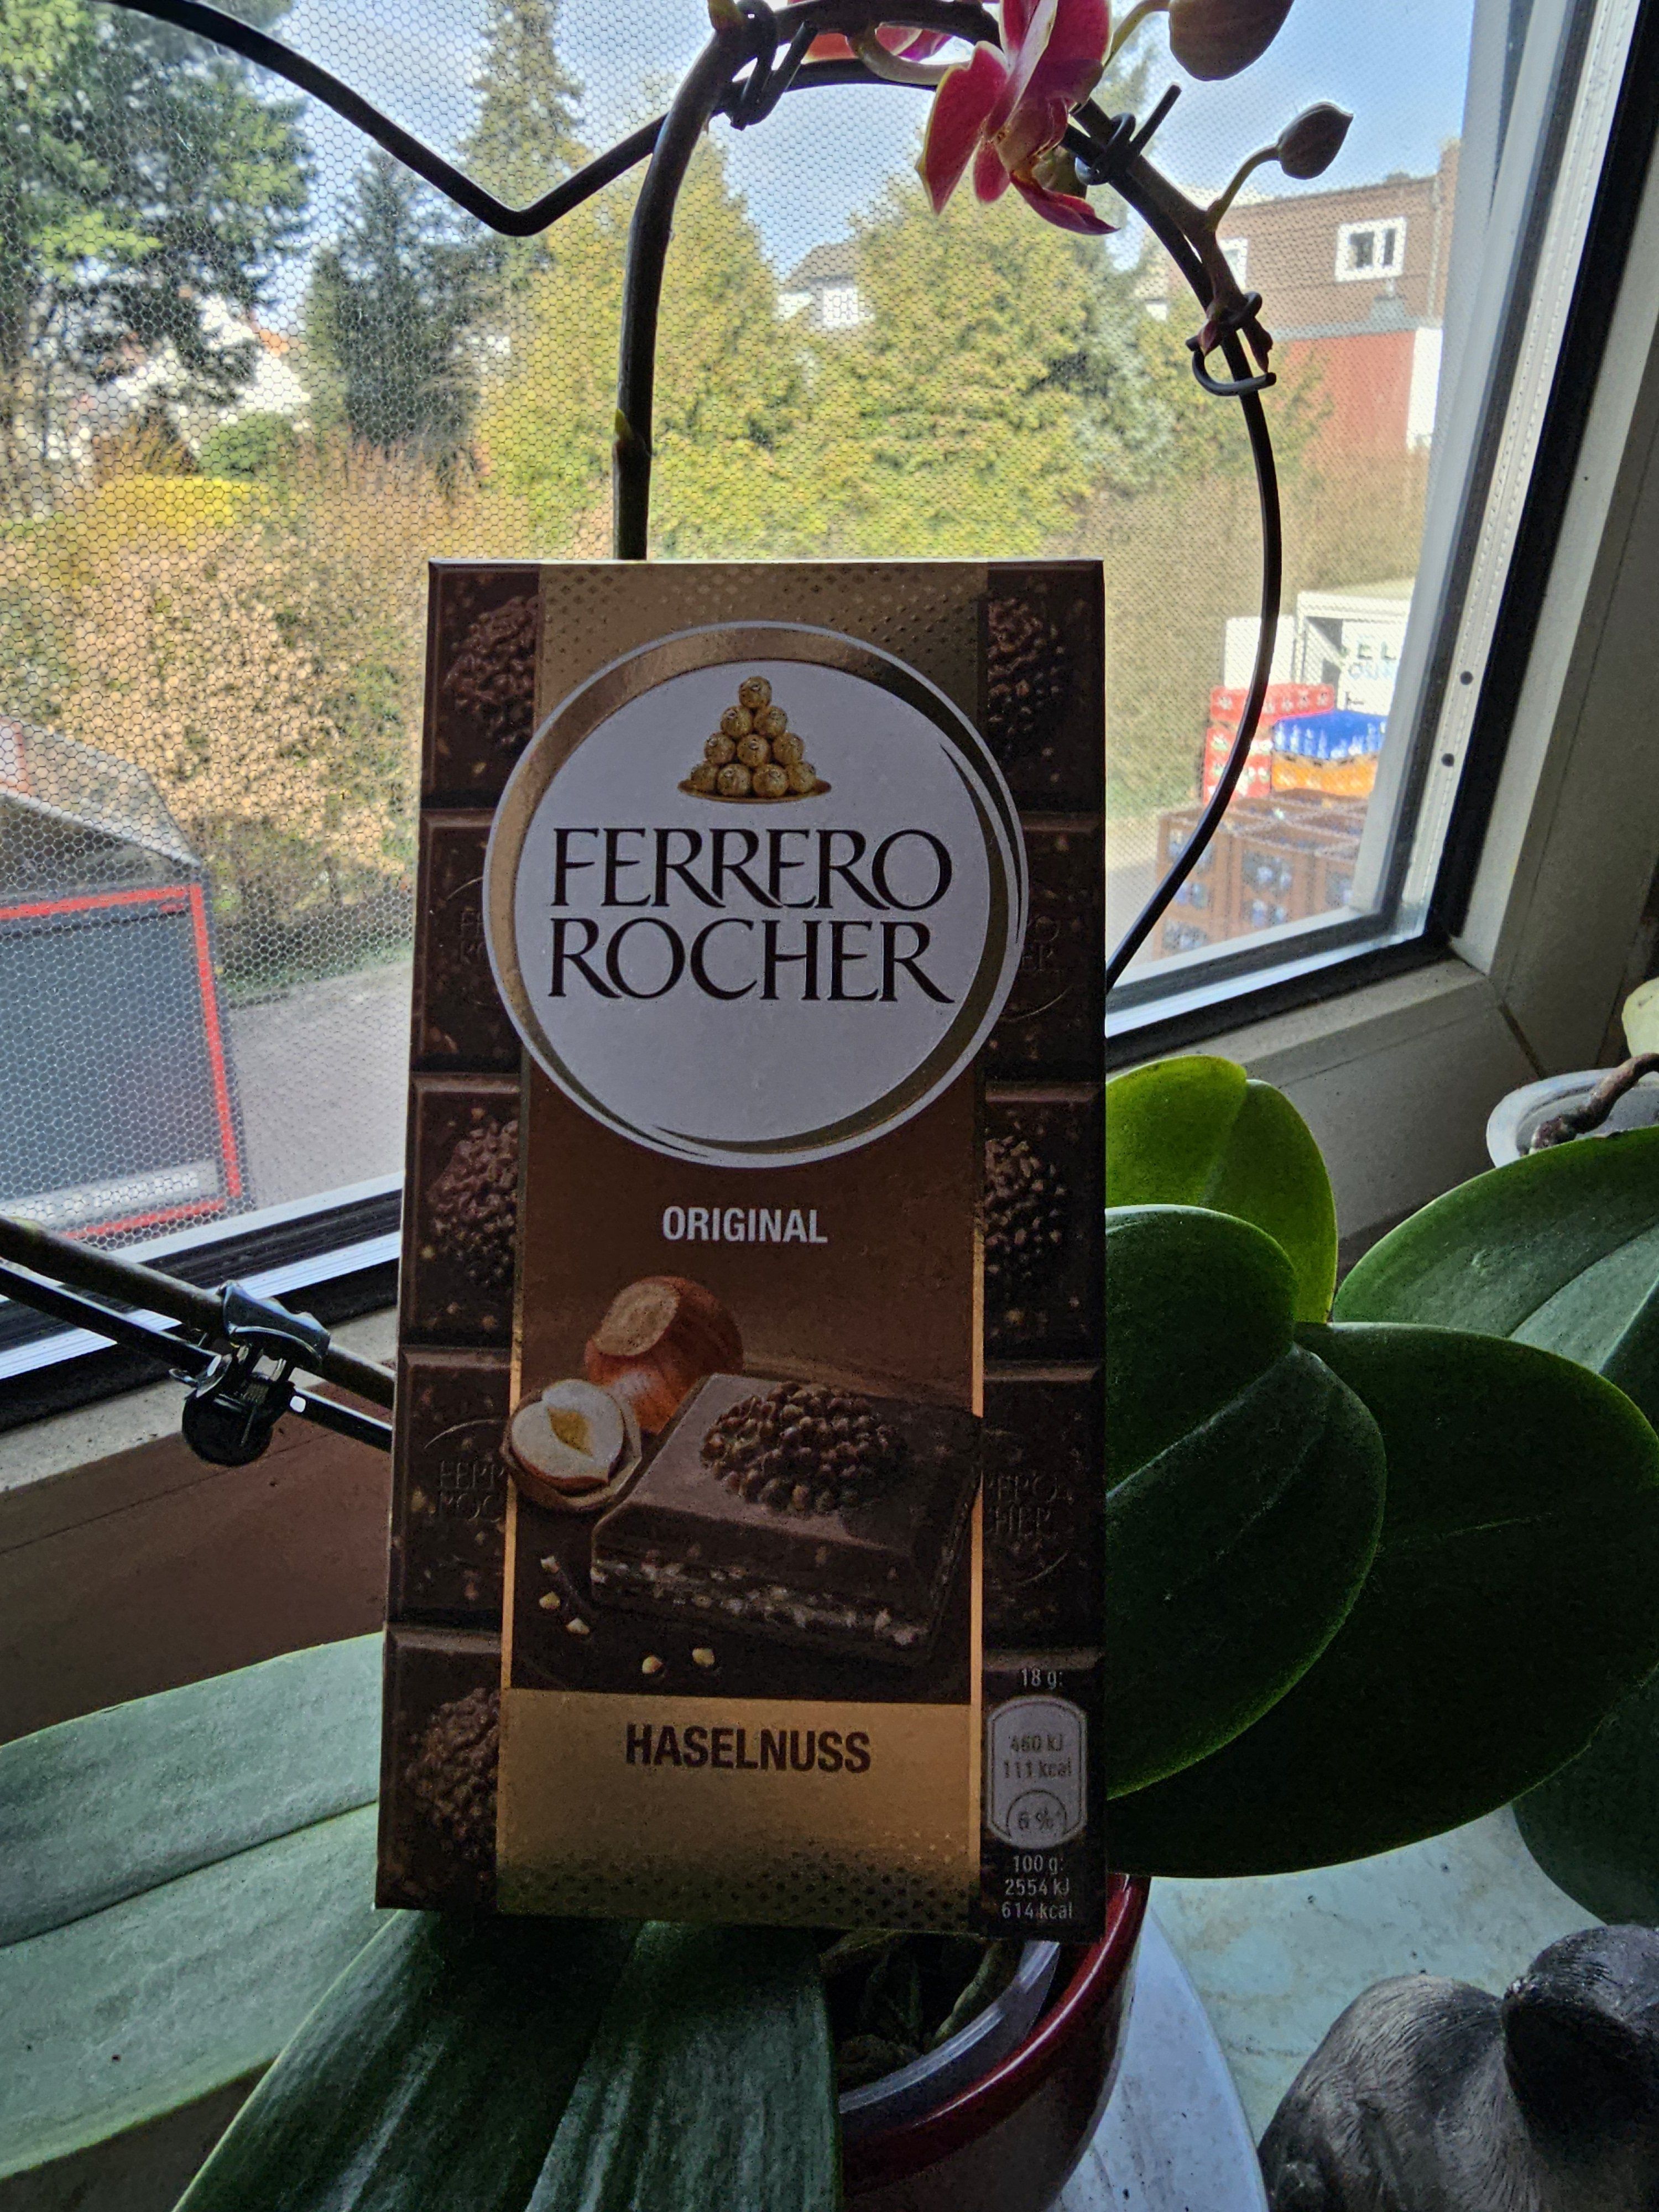 FERRERO
ROCHER
ORIGINAL
HASELNUSS
18 g:
460 kJ
111 kcal
6 %*
100 g:
2554 kJ
614 kcal